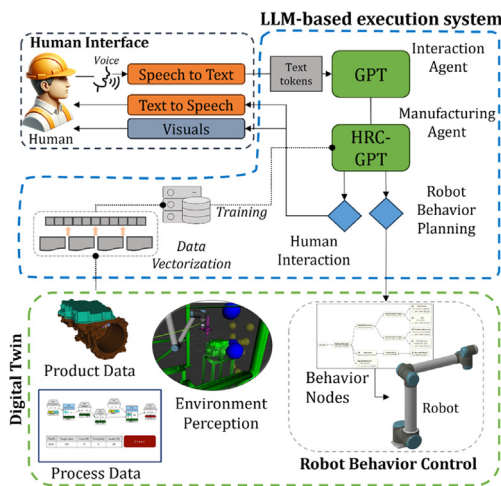 LLM-based execution system
Human Interface
Voice
Speech to Text
Text to Speech
Visuals
Human
Text
tokens
GPT
Interaction
Agent
Manufacturing
Agent
HRC-
GPT
Training
Data
Vectorization
Human
Interaction
Robot
Behavior
Planning
Digital Twin
Product Data
Process Data
Environment
Perception
Behavior
Nodes
Robot
Robot Behavior Control